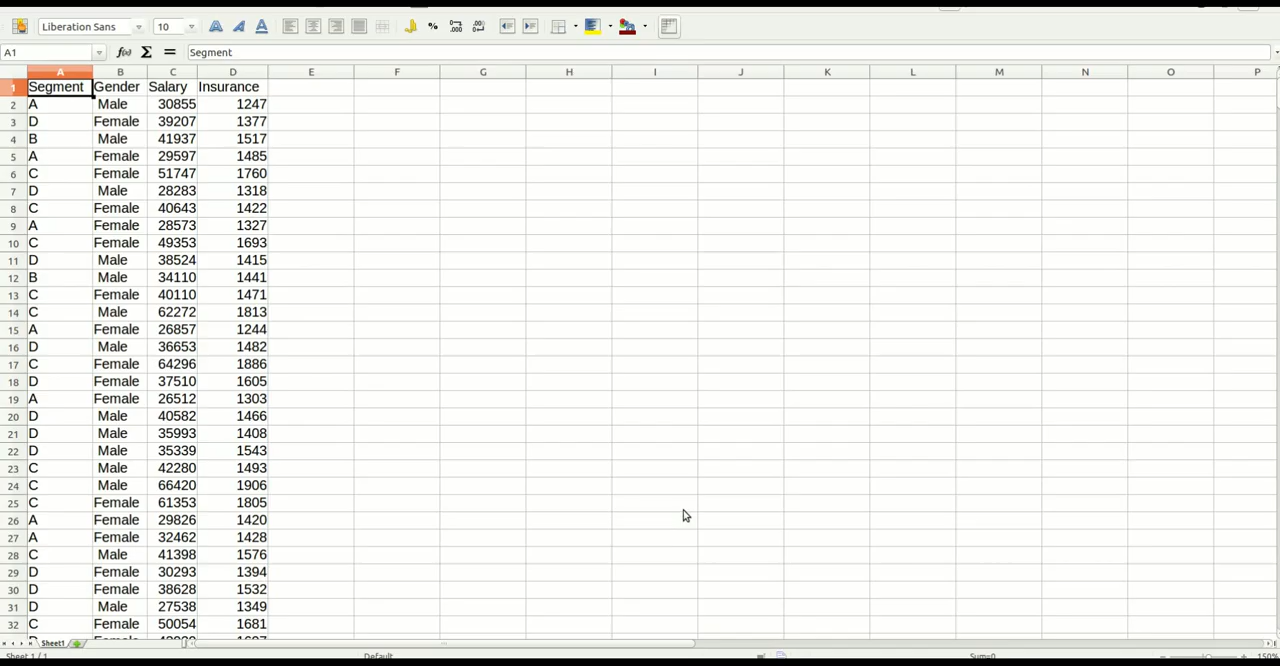 Liberation Sans 10
A1 Segment
A B C D E F G H I J K L M N O P
1 Segment Gender Salary Insurance
2 A Male 30855 1247
3 D Female 39207 1377
4 B Male 41937 1517
5 A Female 29597 1485
6 C Female 51747 1760
7 D Male 28283 1318
8 C Female 40643 1422
9 A Female 28573 1327
10 C Female 49353 1693
11 D Male 38524 1415
12 B Male 34110 1441
13 C Female 40110 1471
14 C Male 62272 1813
15 A Female 26857 1244
16 D Male 36653 1482
17 C Female 64296 1886
18 D Female 37510 1605
19 A Female 26512 1303
20 D Male 40582 1466
21 D Male 35993 1408
22 D Male 35339 1543
23 C Male 42280 1493
24 C Male 66420 1906
25 C Female 61353 1805
26 A Female 29826 1420
27 A Female 32462 1428
28 C Male 41398 1576
29 D Female 30293 1394
30 D Female 38628 1532
31 D Male 27538 1349
32 C Female 50054 1681
Sheet1
Sheet 1 / 1 Default Sum=0 150%